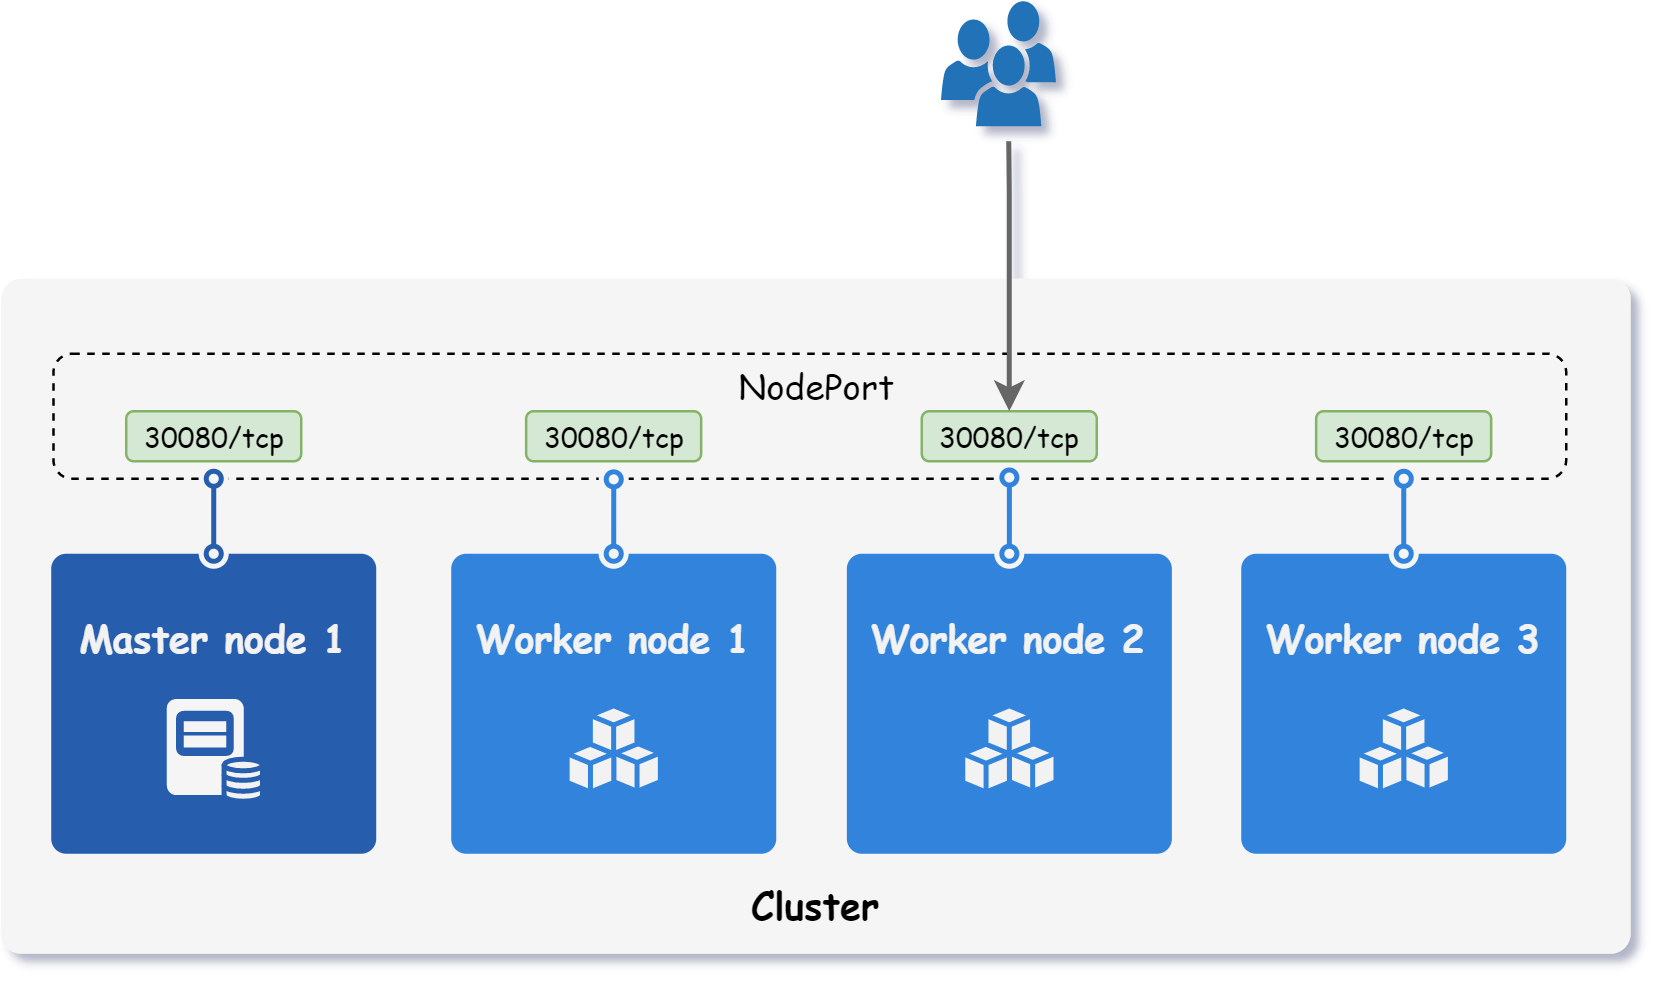 NodePort
30080/tcp
30080/tcp
30080/tcp
30080/tcp
Master node 1
Worker node 1
Worker node 2
Worker node 3
Cluster